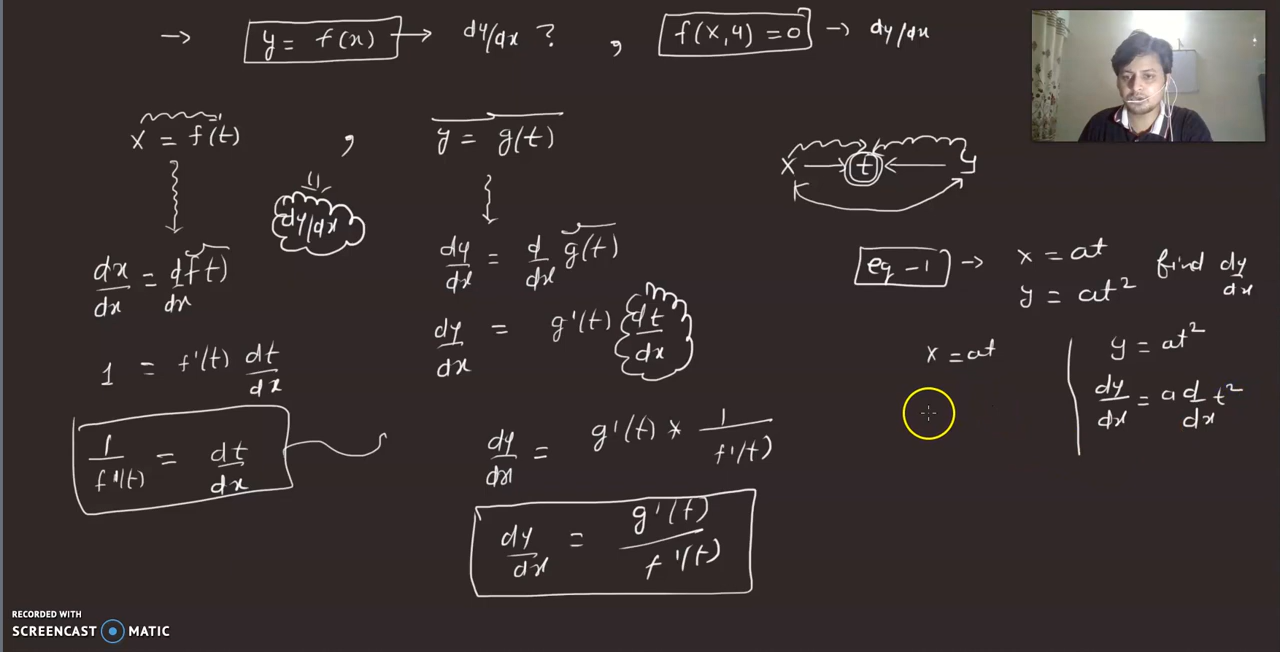 → y = f(x) → dy/dx ? , f(x,y) = 0 → dy/dx
x = f(t) , y = g(t)
dy/dx
x → t ← y
dx/dx = d/dx f(t)
dy/dx = d/dx g(t)
eq -1 → x = at
y = at² find dy/dx
1 = f'(t) dt/dx
dy/dx = g'(t) dt/dx
x = at
y = at²
dy/dx = a d/dx t²
1/f'(t) = dt/dx
dy/dx = g'(t) × 1/f'(t)
dy/dx = g'(t)/f'(t)
RECORDED WITH
SCREENCAST MATIC